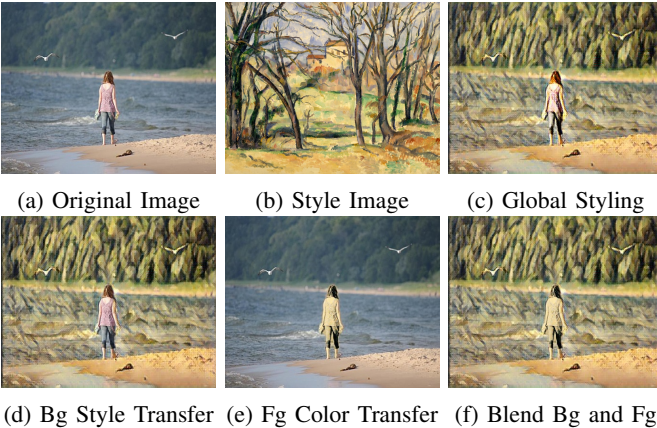 (a) Original Image (b) Style Image (c) Global Styling
(d) Bg Style Transfer (e) Fg Color Transfer (f) Blend Bg and Fg